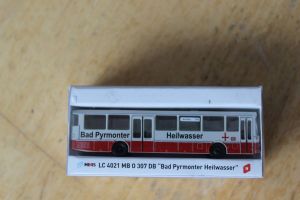 Bad Pyrmonter Heilwasser
LC 4021 MB O 307 DB "Bad Pyrmonter Heilwasser"